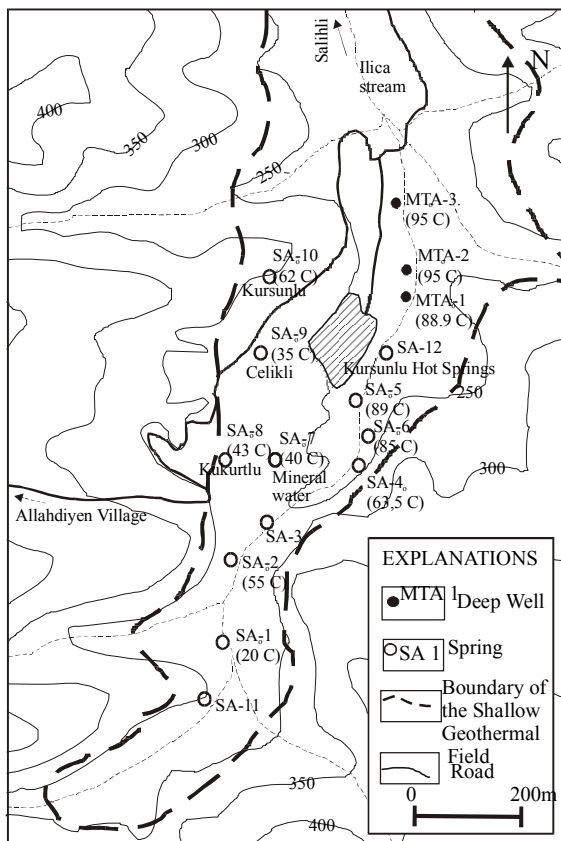 Salihli
Ilica
stream
N
400
350
300
250
MTA-3
(95 C)
SA-10
(62 C)
Kursunlu
MTA-2
(95 C)
MTA-1
(88.9 C)
SA-9
(35 C)
Celikli
SA-12
Kursunlu Hot Springs
250
SA-5
(89 C)
SA-6
(85 C)
SA-8
(43 C)
Kukurtlu
SA-7
(40 C)
Mineral
water
SA-4
(63,5 C)
300
Allahdiyen Village
SA-3
SA-2
(55 C)
SA-1
(20 C)
SA-11
350
400
EXPLANATIONS
MTA 1 Deep Well
SA 1 Spring
Boundary of
the Shallow
Geothermal
Field
Road
0 200m